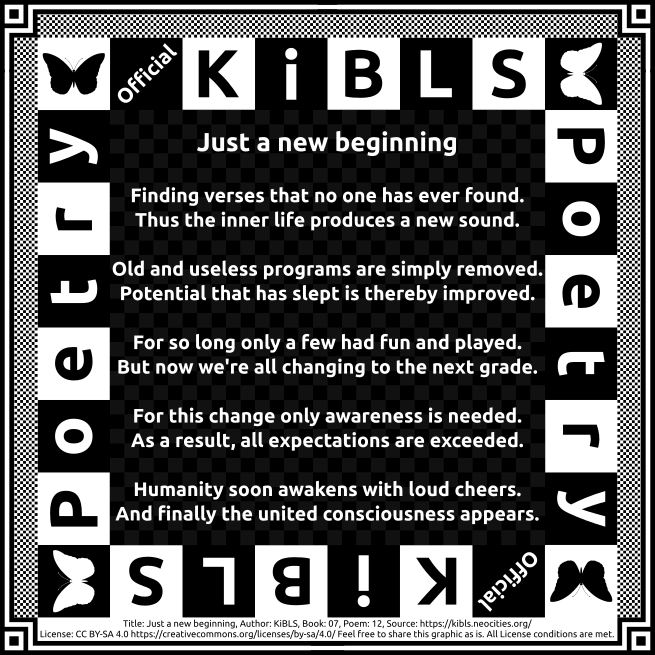 Official
KiBLS
Poetry
Poetry
Just a new beginning
Finding verses that no one has ever found.
Thus the inner life produces a new sound.
Old and useless programs are simply removed.
Potential that has slept is thereby improved.
For so long only a few had fun and played.
But now we're all changing to the next grade.
For this change only awareness is needed.
As a result, all expectations are exceeded.
Humanity soon awakens with loud cheers.
And finally the united consciousness appears.
Official
KiBLS
Title: Just a new beginning, Author: KiBLS, Book: 07, Poem: 12, Source: https://kibls.neocities.org/
License: CC BY-SA 4.0 https://creativecommons.org/licenses/by-sa/4.0/ Feel free to share this graphic as is. All License conditions are met.